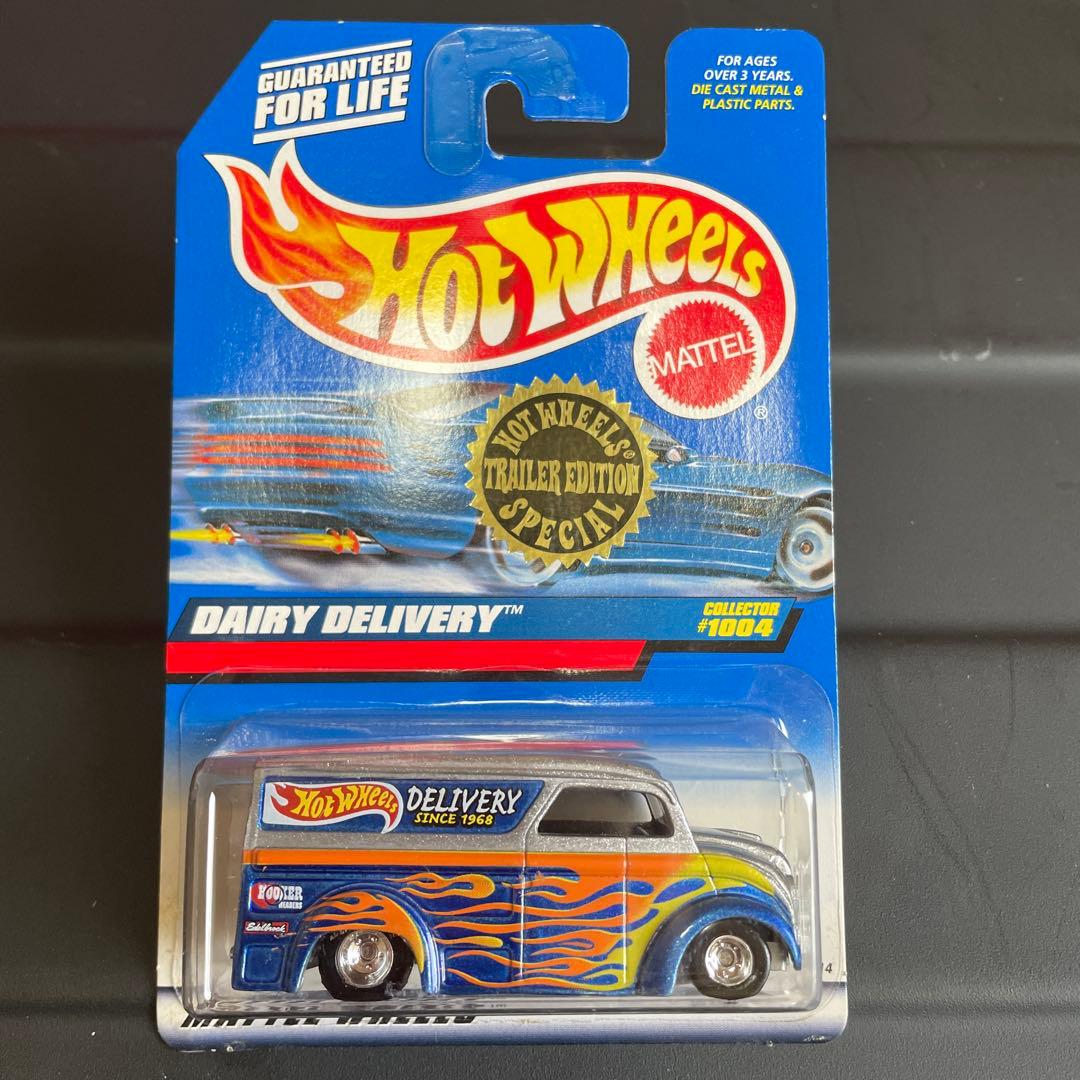 GUARANTEED
FOR LIFE
FOR AGES
OVER 3 YEARS.
DIE CAST METAL &
PLASTIC PARTS.
HOT WHEELS
MATTEL
®
HOT WHEELS®
TRAILER EDITION
SPECIAL
DAIRY DELIVERY™
COLLECTOR
#1004
HOT WHEELS
DELIVERY
SINCE 1968
HOOKER
HEADERS
Edelbrock